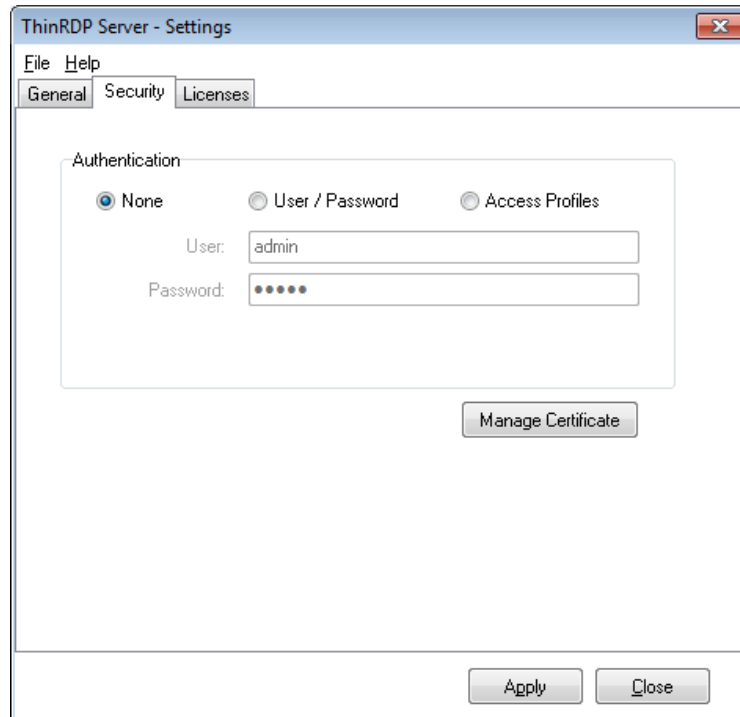 ThinRDP Server - Settings
File Help
General Security Licenses
Authentication
None User / Password Access Profiles
User: admin
Password: •••••
Manage Certificate
Apply Close